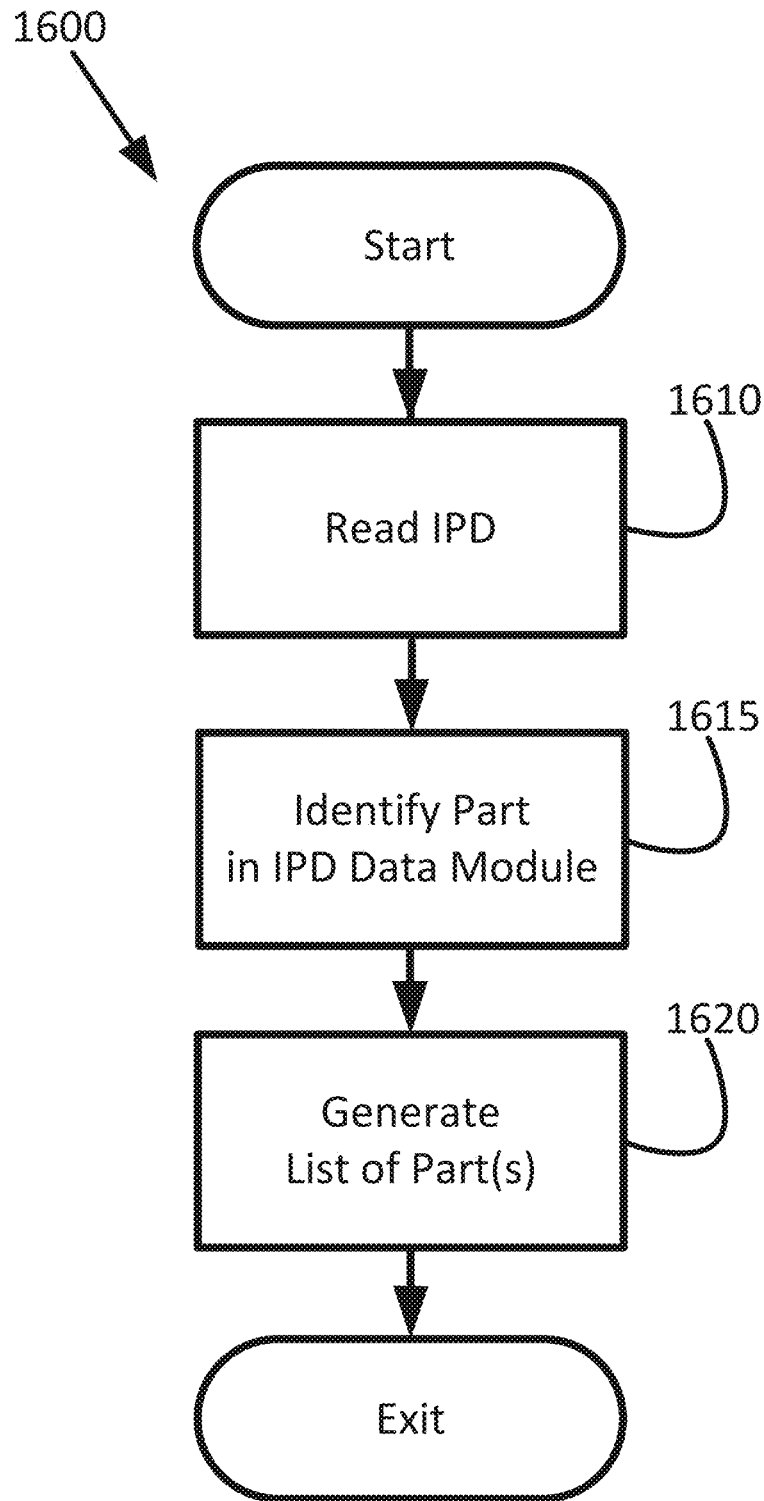 1600
Start
1610
Read IPD
1615
Identify Part
in IPD Data Module
1620
Generate
List of Part(s)
Exit